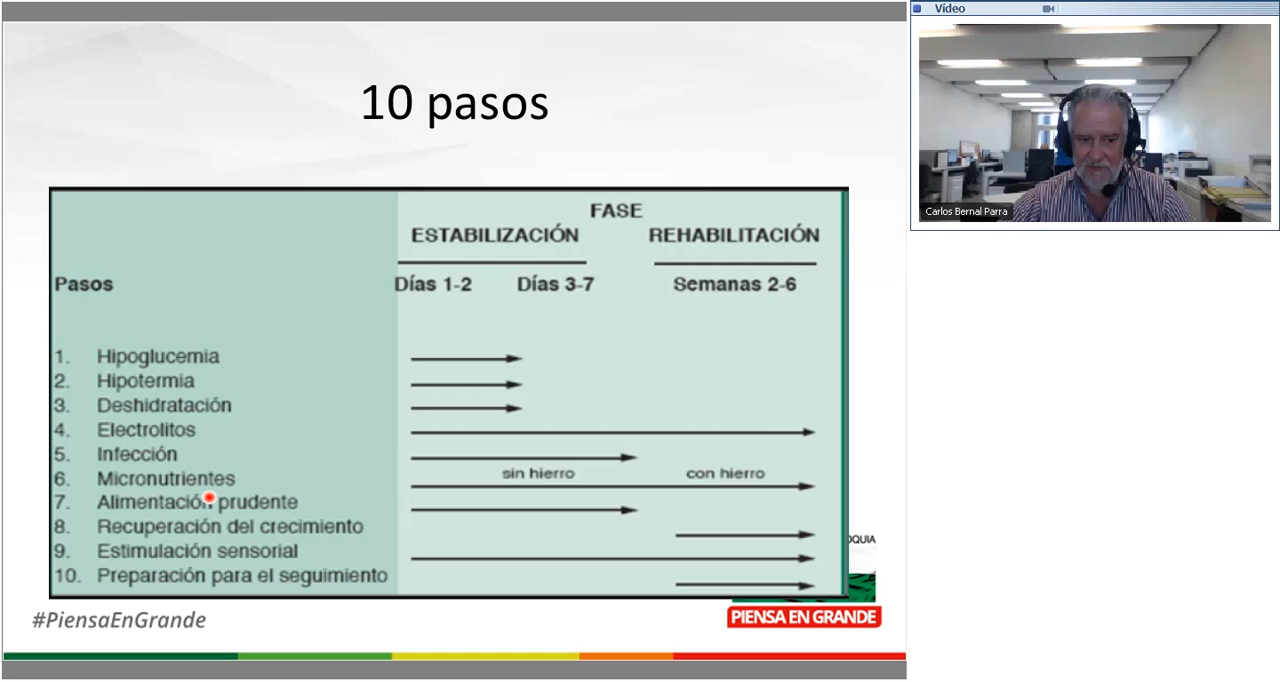 Vídeo
Carlos Bernal Parra
10 pasos
FASE
ESTABILIZACIÓN REHABILITACIÓN
Pasos Días 1-2 Días 3-7 Semanas 2-6
1. Hipoglucemia
2. Hipotermia
3. Deshidratación
4. Electrolitos
5. Infección
6. Micronutrientes sin hierro con hierro
7. Alimentación prudente
8. Recuperación del crecimiento
9. Estimulación sensorial
10. Preparación para el seguimiento
#PiensaEnGrande
PIENSA EN GRANDE